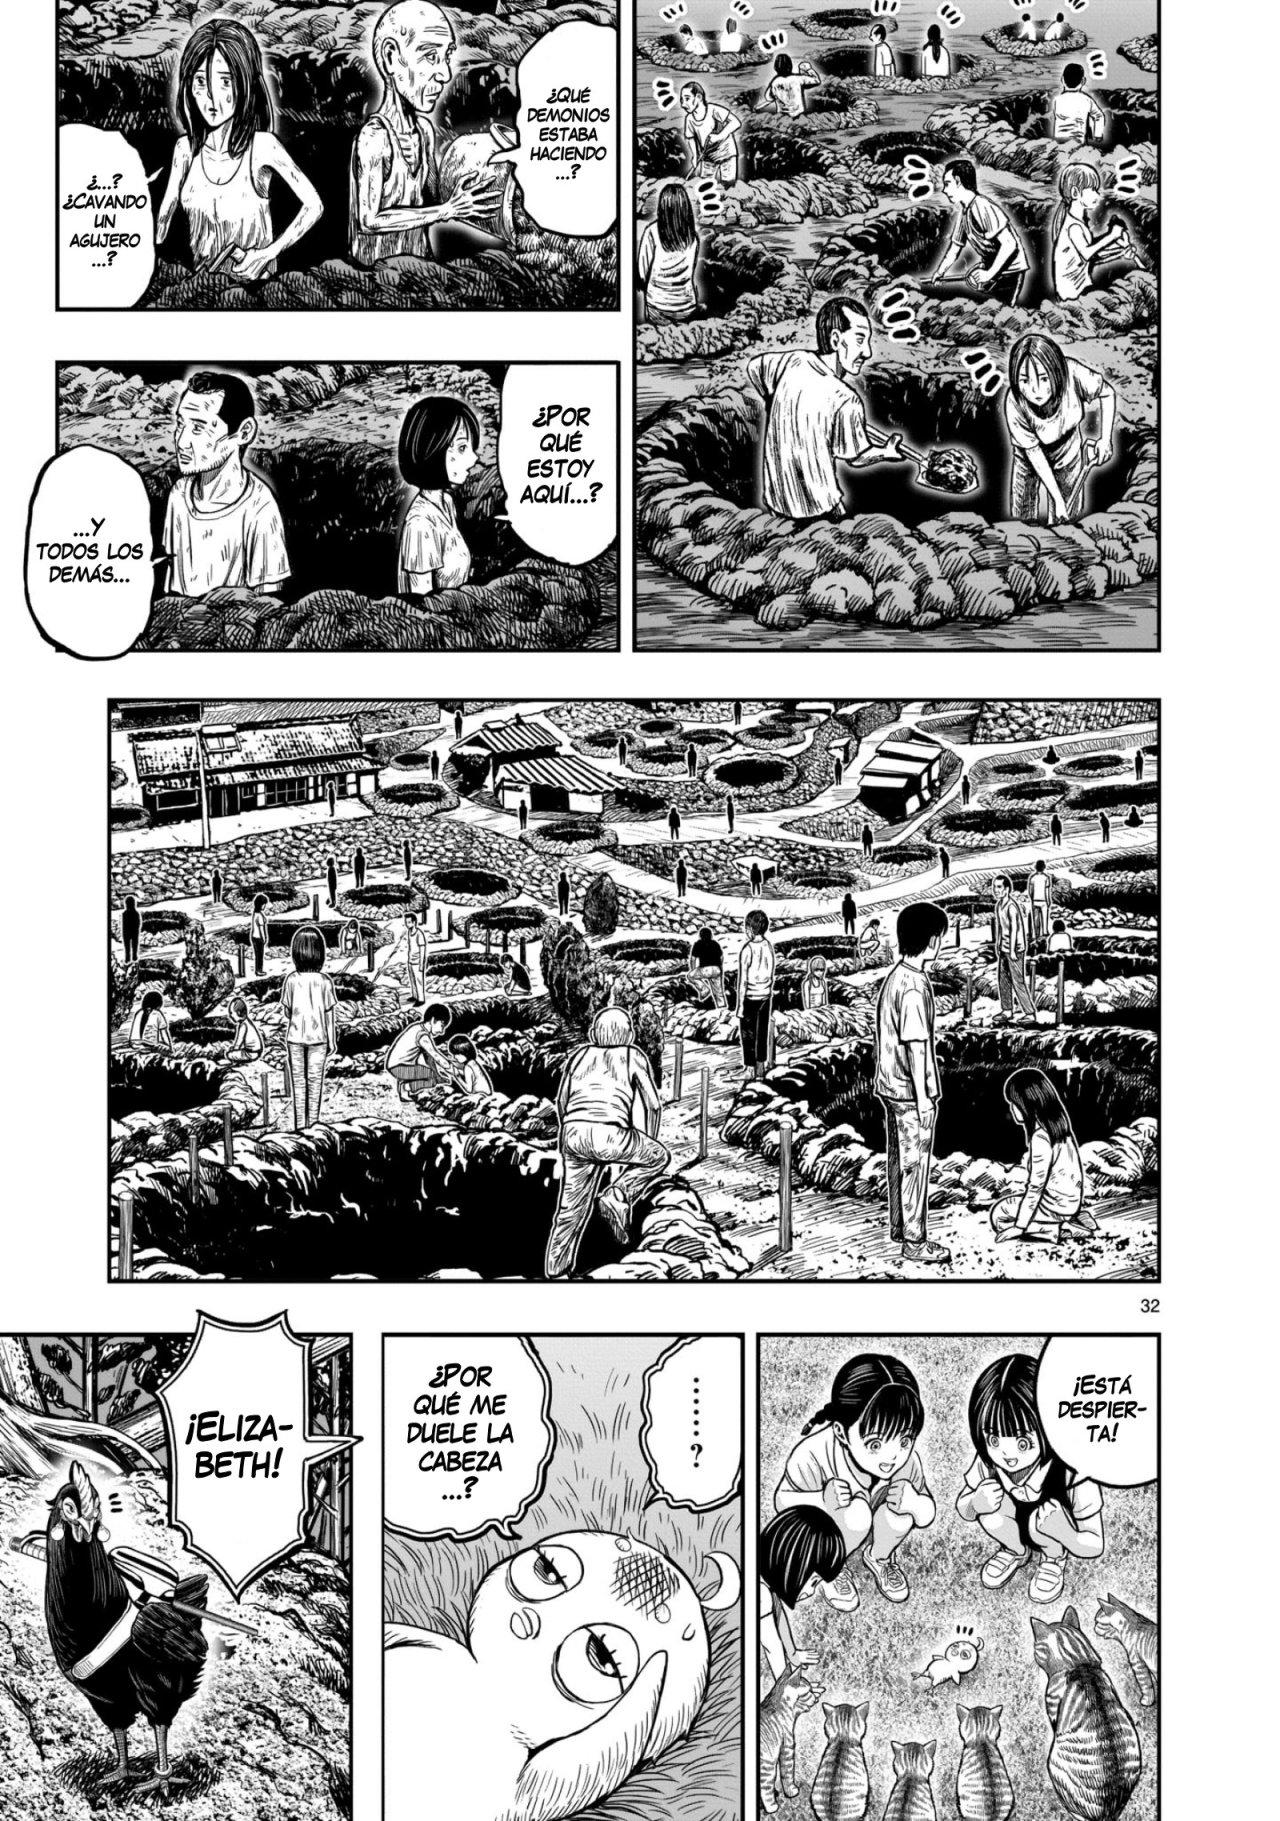 ¿QUÉ
DEMONIOS
ESTABA
HACIENDO
...?
¿...?
¿CAVANDO
UN
AGUJERO
...?
¿POR
QUÉ
ESTOY
AQUÍ...?
...Y
TODOS LOS
DEMÁS...
32
¡ESTÁ
DESPIER-
TA!
......?
¿POR
QUÉ ME
DUELE LA
CABEZA
...?
¡ELIZA-
BETH!